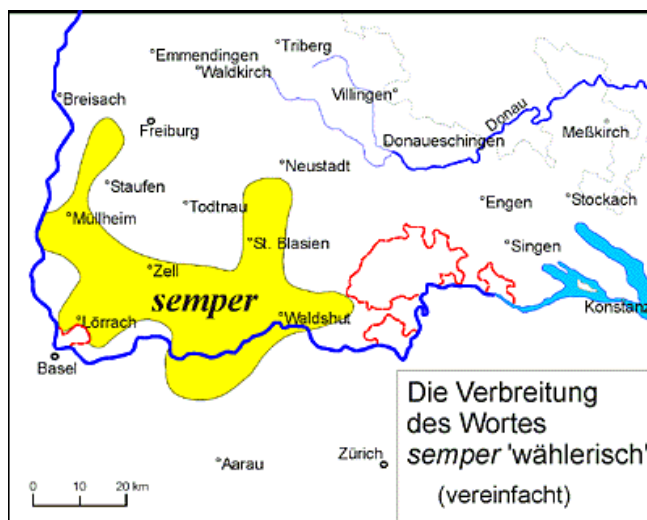 Triberg
Emmendingen
Waldkirch
Villingen
Breisach
Donau
Freiburg
Meßkirch
Donaueschingen
Neustadt
Staufen
Todtnau
Engen
Stockach
Müllheim
St. Blasien
Singen
Zell
semper
Konstanz
Lörrach
Waldshut
Basel
Die Verbreitung
des Wortes
semper 'wählerisch'
(vereinfacht)
Aarau
Zürich
0 10 20 km